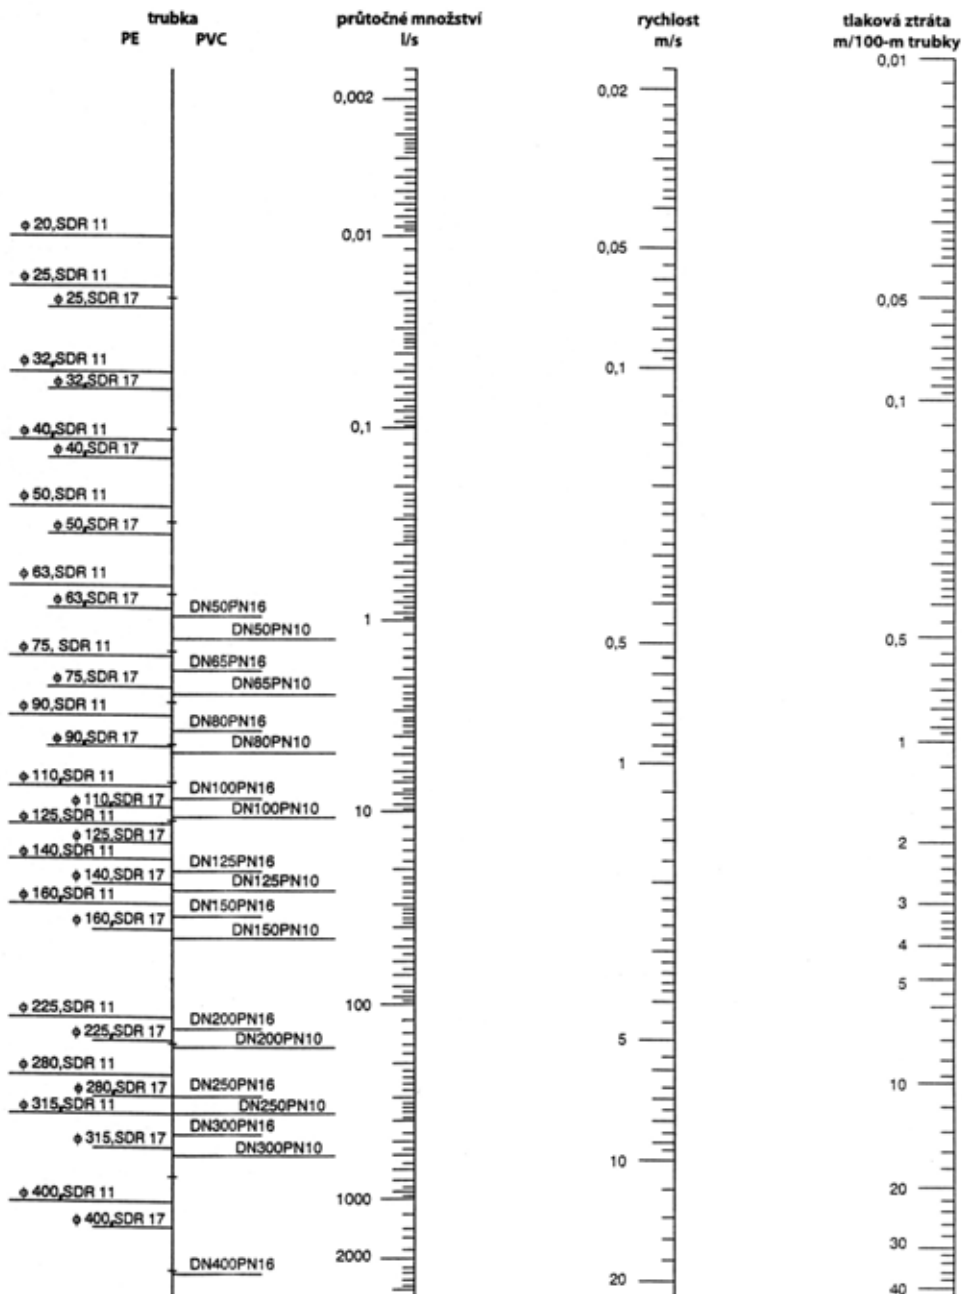 trubka
PE PVC
průtočné množství
l/s
rychlost
m/s
tlaková ztráta
m/100-m trubky
ϕ 20,SDR 11
ϕ 25,SDR 11
ϕ 25,SDR 17
ϕ 32,SDR 11
ϕ 32,SDR 17
ϕ 40,SDR 11
ϕ 40,SDR 17
ϕ 50,SDR 11
ϕ 50,SDR 17
ϕ 63,SDR 11
ϕ 63,SDR 17
ϕ 75, SDR 11
ϕ 75,SDR 17
ϕ 90,SDR 11
ϕ 90,SDR 17
ϕ 110,SDR 11
ϕ 110,SDR 17
ϕ 125,SDR 11
ϕ 125,SDR 17
ϕ 140,SDR 11
ϕ 140,SDR 17
ϕ 160,SDR 11
ϕ 160,SDR 17
ϕ 225,SDR 11
ϕ 225,SDR 17
ϕ 280,SDR 11
ϕ 280,SDR 17
ϕ 315,SDR 11
ϕ 315,SDR 17
ϕ 400,SDR 11
ϕ 400,SDR 17
DN50PN16
DN50PN10
DN65PN16
DN65PN10
DN80PN16
DN80PN10
DN100PN16
DN100PN10
DN125PN16
DN125PN10
DN150PN16
DN150PN10
DN200PN16
DN200PN10
DN250PN16
DN250PN10
DN300PN16
DN300PN10
DN400PN16
0,002
0,01
0,1
1
10
100
1000
2000
0,02
0,05
0,1
0,5
1
5
10
20
0,01
0,05
0,1
0,5
1
2
3
4
5
10
20
30
40